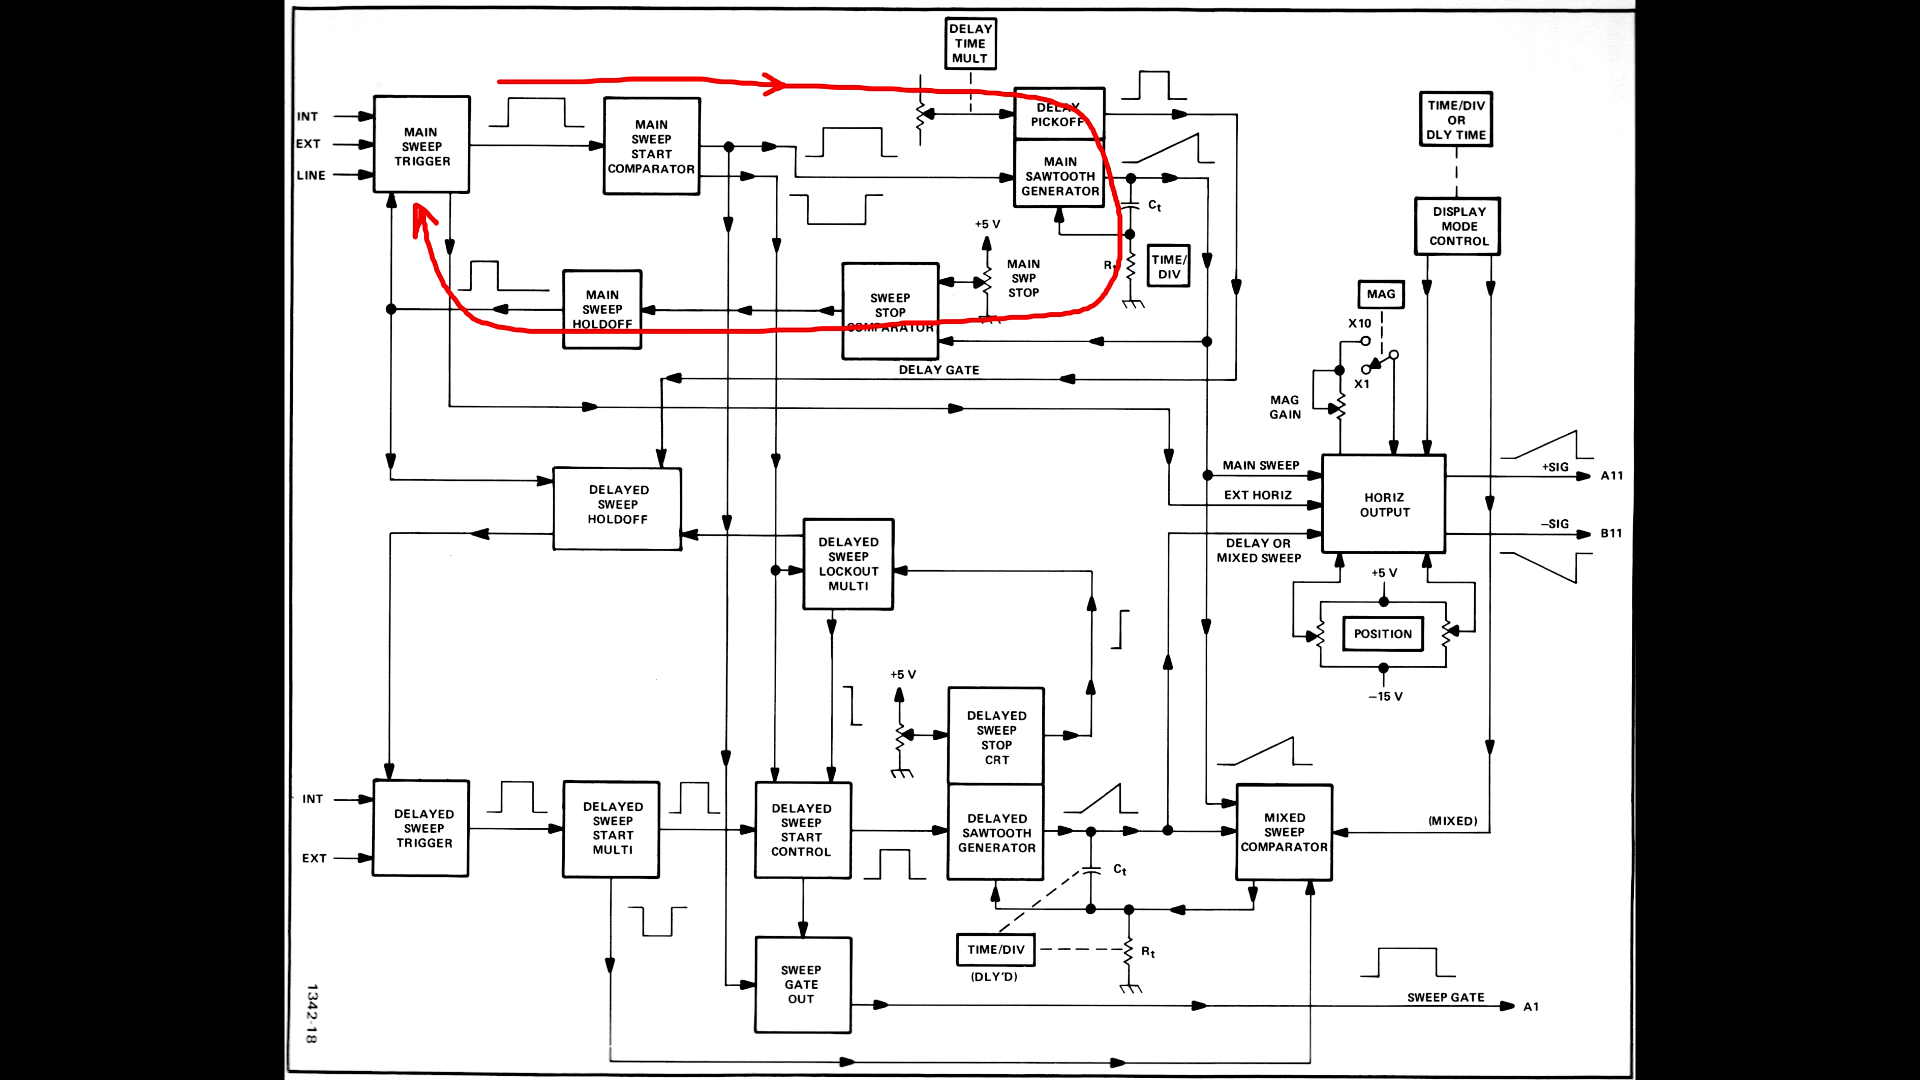 DELAY
TIME
MULT
INT
EXT
LINE
MAIN
SWEEP
TRIGGER
MAIN
SWEEP
START
COMPARATOR
DELAY
PICKOFF
MAIN
SAWTOOTH
GENERATOR
Ct
TIME/DIV
OR
DLY TIME
DISPLAY
MODE
CONTROL
+5 V
MAIN
SWP
STOP
TIME/
DIV
MAIN
SWEEP
HOLDOFF
SWEEP
STOP
COMPARATOR
MAG
X10
X1
MAG
GAIN
DELAY GATE
DELAYED
SWEEP
HOLDOFF
MAIN SWEEP
EXT HORIZ
DELAY OR
MIXED SWEEP
HORIZ
OUTPUT
+SIG
A11
–SIG
B11
DELAYED
SWEEP
LOCKOUT
MULTI
+5 V
POSITION
–15 V
+5 V
DELAYED
SWEEP
STOP
CRT
INT
EXT
DELAYED
SWEEP
TRIGGER
DELAYED
SWEEP
START
MULTI
DELAYED
SWEEP
START
CONTROL
DELAYED
SAWTOOTH
GENERATOR
Ct
MIXED
SWEEP
COMPARATOR
(MIXED)
TIME/DIV
(DLY'D)
Rt
SWEEP
GATE
OUT
SWEEP GATE
A1
1342-18